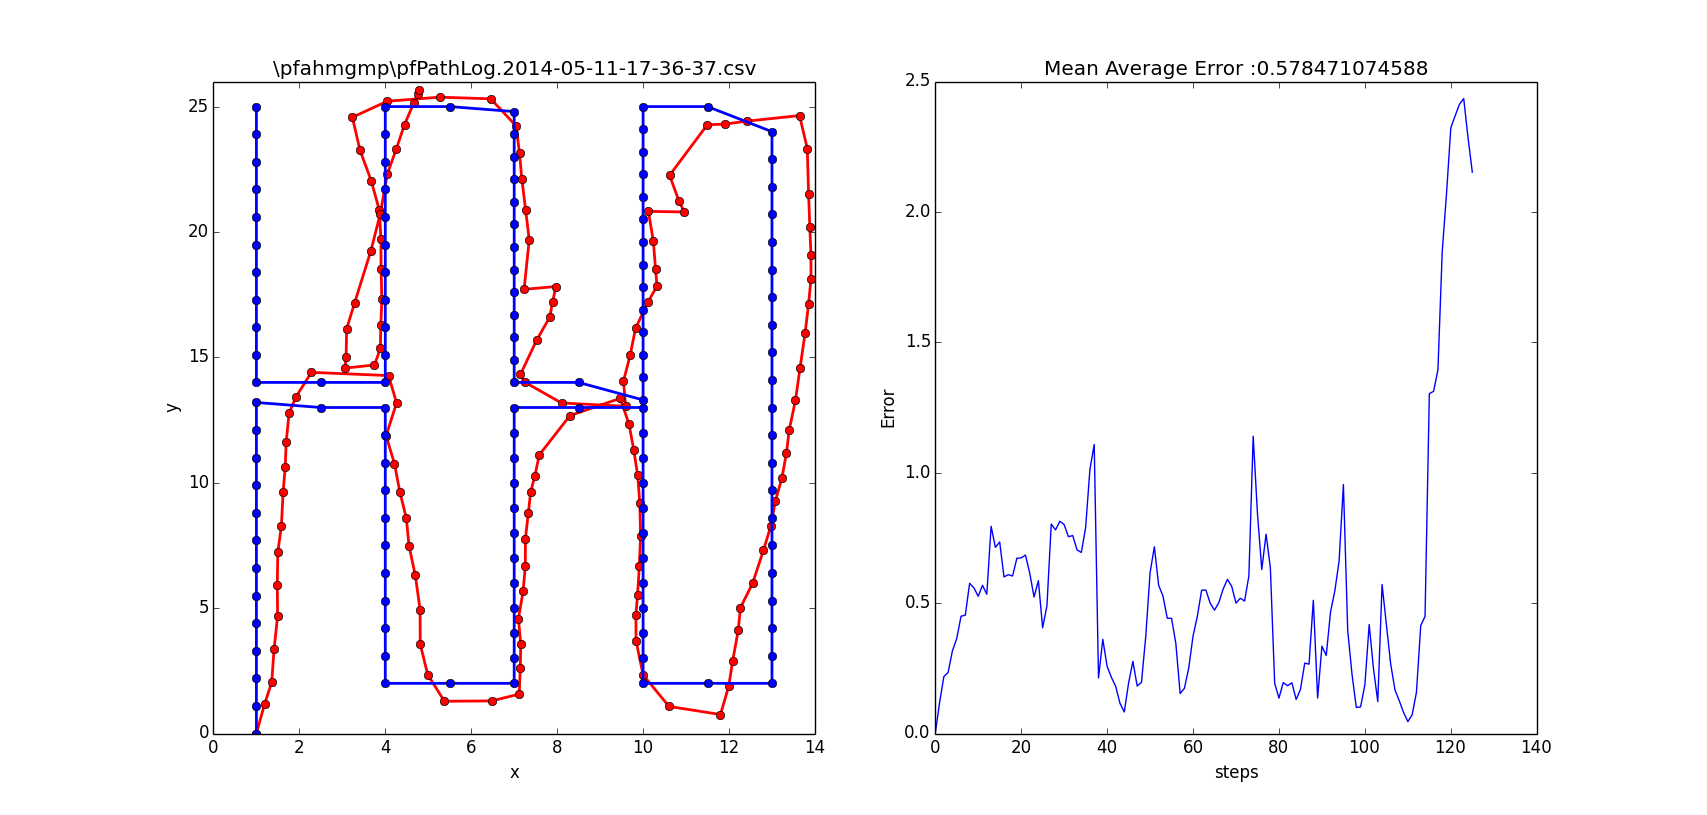 \pfahmgmp\pfPathLog.2014-05-11-17-36-37.csv
25
20
15
10
5
0
y
0 2 4 6 8 10 12 14
x
Mean Average Error :0.578471074588
2.5
2.0
1.5
1.0
0.5
0.0
Error
0 20 40 60 80 100 120 140
steps